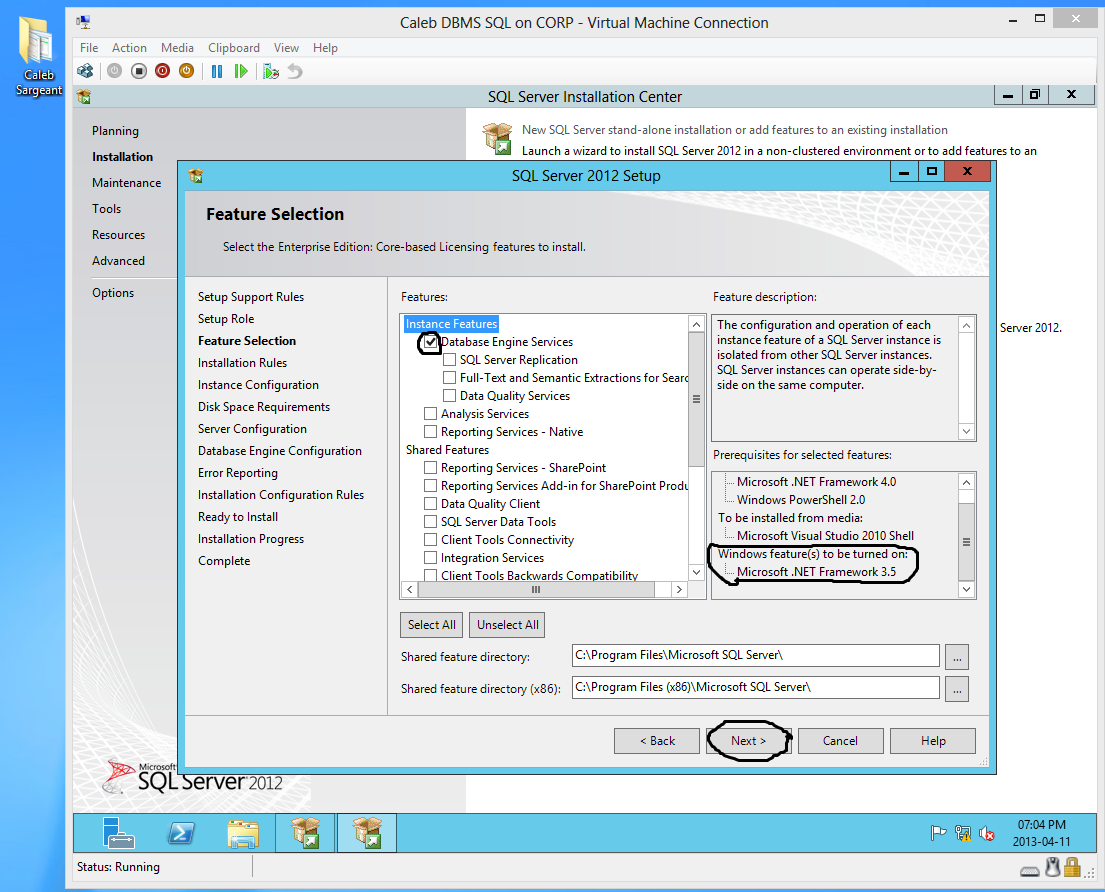 Caleb DBMS SQL on CORP - Virtual Machine Connection
Caleb
Sargeant
File Action Media Clipboard View Help
SQL Server Installation Center
Planning
Installation
Maintenance
Tools
Resources
Advanced
Options
New SQL Server stand-alone installation or add features to an existing installation
Launch a wizard to install SQL Server 2012 in a non-clustered environment or to add features to an
Server 2012.
SQL Server 2012 Setup
Feature Selection
Select the Enterprise Edition: Core-based Licensing features to install.
Setup Support Rules
Setup Role
Feature Selection
Installation Rules
Instance Configuration
Disk Space Requirements
Server Configuration
Database Engine Configuration
Error Reporting
Installation Configuration Rules
Ready to Install
Installation Progress
Complete
Features:
Instance Features
Database Engine Services
SQL Server Replication
Full-Text and Semantic Extractions for Searc
Data Quality Services
Analysis Services
Reporting Services - Native
Shared Features
Reporting Services - SharePoint
Reporting Services Add-in for SharePoint Produ
Data Quality Client
SQL Server Data Tools
Client Tools Connectivity
Integration Services
Client Tools Backwards Compatibility
Feature description:
The configuration and operation of each
instance feature of a SQL Server instance is
isolated from other SQL Server instances.
SQL Server instances can operate side-by-
side on the same computer.
Prerequisites for selected features:
Microsoft .NET Framework 4.0
Windows PowerShell 2.0
To be installed from media:
Microsoft Visual Studio 2010 Shell
Windows feature(s) to be turned on:
Microsoft .NET Framework 3.5
Select All Unselect All
Shared feature directory: C:\Program Files\Microsoft SQL Server\ ...
Shared feature directory (x86): C:\Program Files (x86)\Microsoft SQL Server\ ...
< Back Next > Cancel Help
Microsoft
SQL Server 2012
07:04 PM
2013-04-11
Status: Running